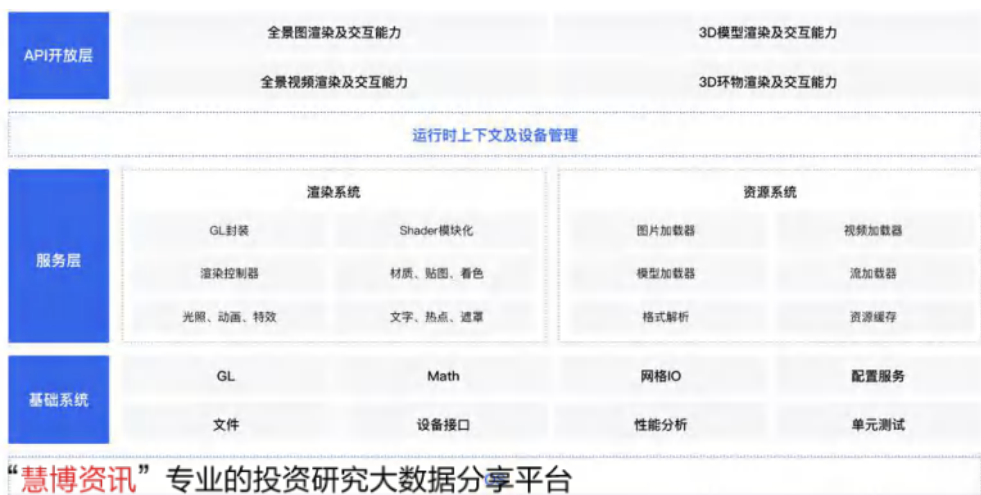 API开放层
全景图渲染及交互能力 3D模型渲染及交互能力
全景视频渲染及交互能力 3D环物渲染及交互能力
运行时上下文及设备管理
服务层
渲染系统
GL封装 Shader模块化
渲染控制器 材质、贴图、着色
光照、动画、特效 文字、热点、遮罩
资源系统
图片加载器 视频加载器
模型加载器 流加载器
格式解析 资源缓存
基础系统
GL Math 网格IO 配置服务
文件 设备接口 性能分析 单元测试
“慧博资讯”专业的投资研究大数据分享平台